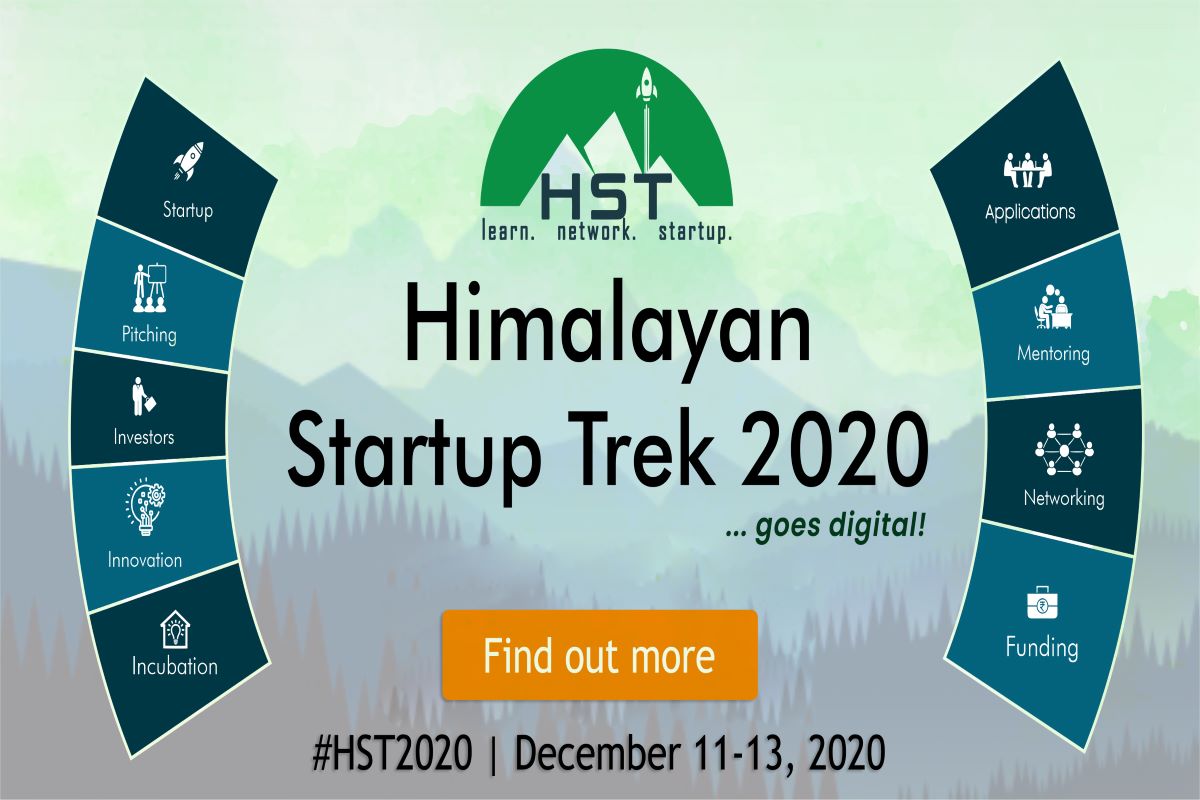 HST
learn. network. startup.
Himalayan
Startup Trek 2020
... goes digital!
Find out more
#HST2020 | December 11-13, 2020
Startup
Pitching
Investors
Innovation
Incubation
Applications
Mentoring
Networking
₹
Funding